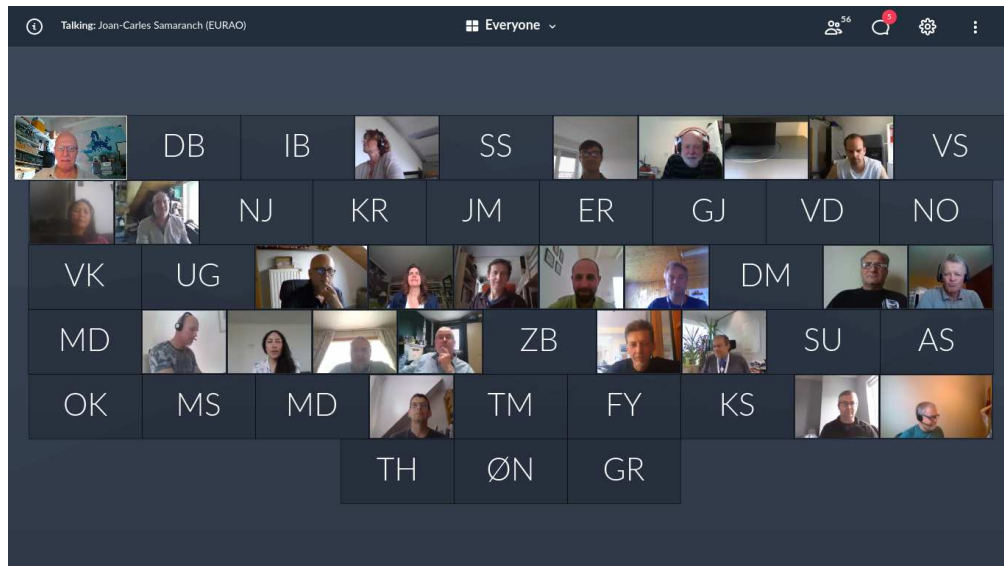 Talking: Joan-Carles Samaranch (EURAO)
Everyone
56
5
DB IB SS VS
NJ KR JM ER GJ VD NO
VK UG DM
MD ZB SU AS
OK MS MD TM FY KS
TH ØN GR